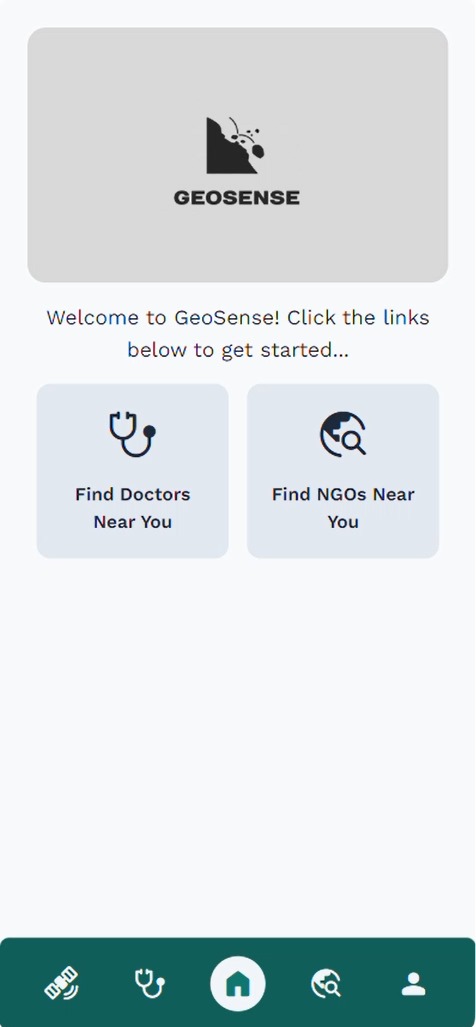 GEOSENSE
Welcome to GeoSense! Click the links
below to get started...
Find Doctors
Near You
Find NGOs Near
You